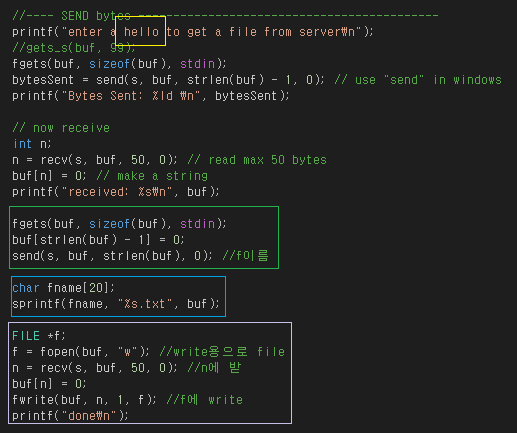 //---- SEND bytes -------------------------------------------
printf("enter a hello to get a file from server₩n");
//gets_s(buf, 99);
fgets(buf, sizeof(buf), stdin);
bytesSent = send(s, buf, strlen(buf) - 1, 0); // use "send" in windows
printf("Bytes Sent: %ld ₩n", bytesSent);
// now receive
int n;
n = recv(s, buf, 50, 0); // read max 50 bytes
buf[n] = 0; // make a string
printf("received: %s₩n", buf);
fgets(buf, sizeof(buf), stdin);
buf[strlen(buf) - 1] = 0;
send(s, buf, strlen(buf), 0); //f이름
char fname[20];
sprintf(fname, "%s.txt", buf);
FILE *f;
f = fopen(buf, "w"); //write용으로 file
n = recv(s, buf, 50, 0); //n에 받
buf[n] = 0;
fwrite(buf, n, 1, f); //f에 write
printf("done₩n");